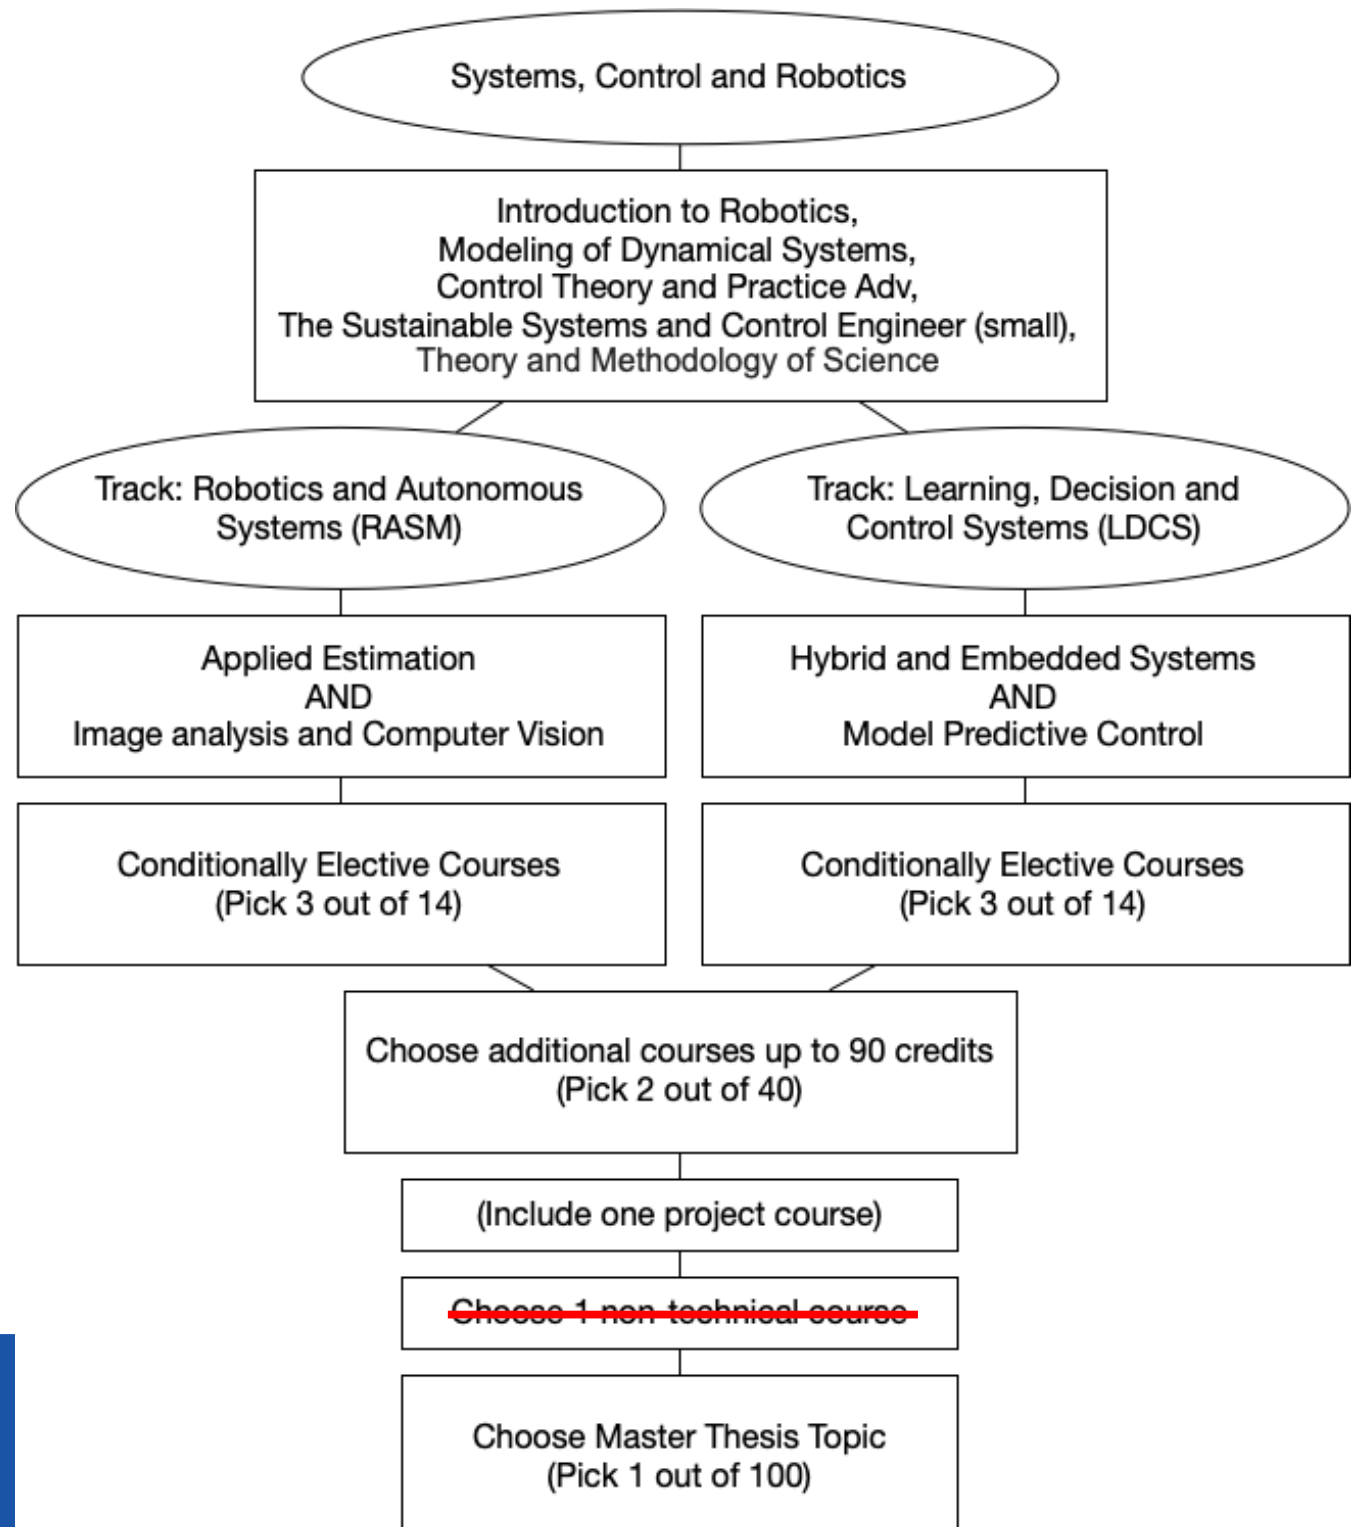 Systems, Control and Robotics
Introduction to Robotics,
Modeling of Dynamical Systems,
Control Theory and Practice Adv,
The Sustainable Systems and Control Engineer (small),
Theory and Methodology of Science
Track: Robotics and Autonomous
Systems (RASM)
Track: Learning, Decision and
Control Systems (LDCS)
Applied Estimation
AND
Image analysis and Computer Vision
Hybrid and Embedded Systems
AND
Model Predictive Control
Conditionally Elective Courses
(Pick 3 out of 14)
Conditionally Elective Courses
(Pick 3 out of 14)
Choose additional courses up to 90 credits
(Pick 2 out of 40)
(Include one project course)
Choose 1 non-technical course
Choose Master Thesis Topic
(Pick 1 out of 100)